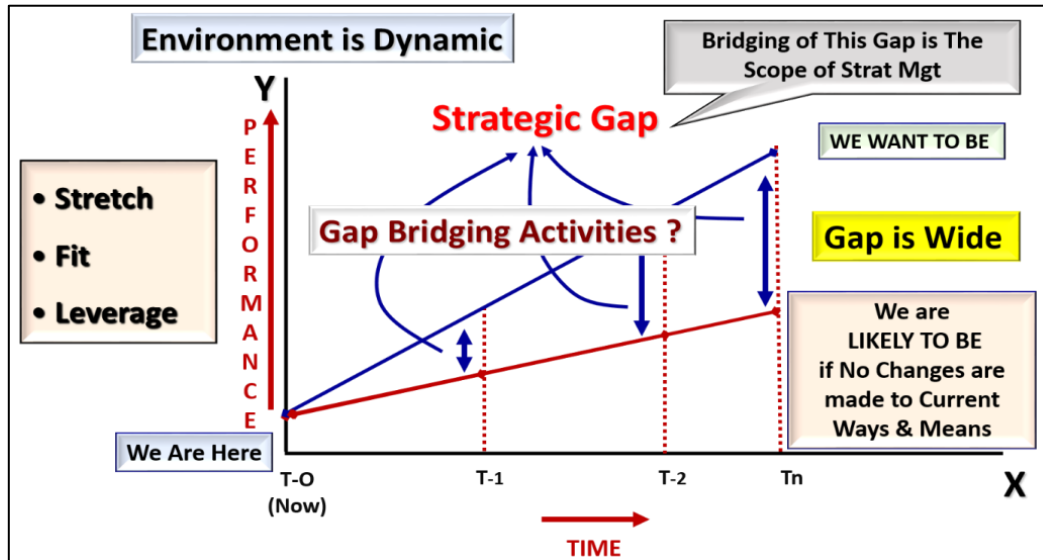 Environment is Dynamic
Bridging of This Gap is The
Scope of Strat Mgt
Y
PERFORMANCE
Strategic Gap
WE WANT TO BE
• Stretch
• Fit
• Leverage
Gap Bridging Activities ?
Gap is Wide
We are
LIKELY TO BE
if No Changes are
made to Current
Ways & Means
We Are Here
T-O
(Now)
T-1
T-2
Tn
X
TIME